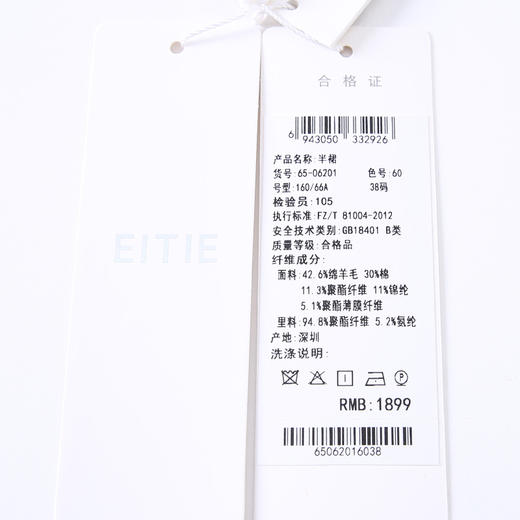 EITIE
合格证
6 943050 332926
产品名称:半裙
货号:65-06201 色号:60
号型:160/66A 38码
检验员:105
执行标准:FZ/T 81004-2012
安全技术类别:GB18401 B类
质量等级:合格品
纤维成分:
面料:42.6%绵羊毛 30%棉
11.3%聚酯纤维 11%锦纶
5.1%聚酯薄膜纤维
里料:94.8%聚酯纤维 5.2%氨纶
产地:深圳
洗涤说明:
P
RMB:1899
65062016038